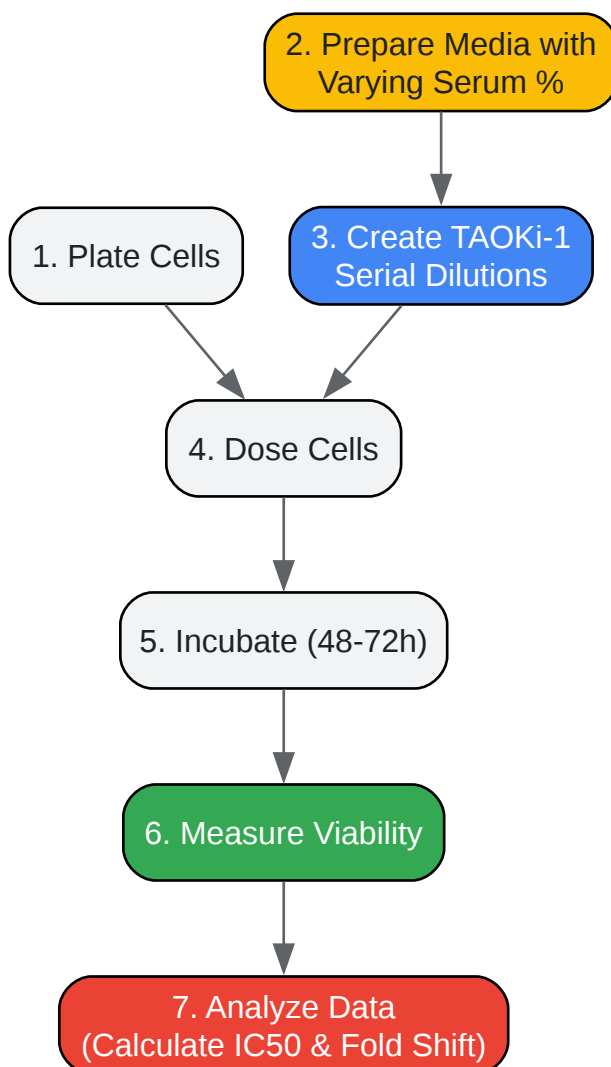 2. Prepare Media with
Varying Serum %
1. Plate Cells
3. Create TAOKi-1
Serial Dilutions
4. Dose Cells
5. Incubate (48-72h)
6. Measure Viability
7. Analyze Data
(Calculate IC50 & Fold Shift)